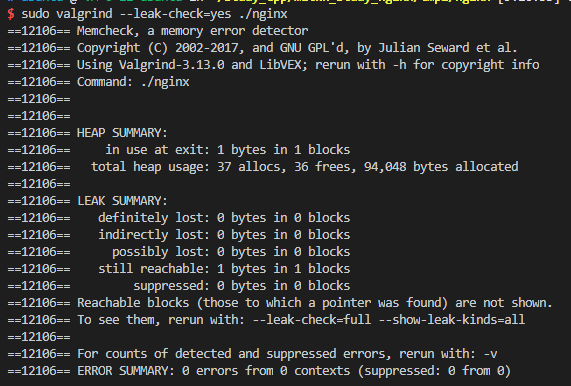 $ sudo valgrind --leak-check=yes ./nginx
==12106== Memcheck, a memory error detector
==12106== Copyright (C) 2002-2017, and GNU GPL'd, by Julian Seward et al.
==12106== Using Valgrind-3.13.0 and LibVEX; rerun with -h for copyright info
==12106== Command: ./nginx
==12106==
==12106==
==12106== HEAP SUMMARY:
==12106==     in use at exit: 1 bytes in 1 blocks
==12106==   total heap usage: 37 allocs, 36 frees, 94,048 bytes allocated
==12106==
==12106== LEAK SUMMARY:
==12106==    definitely lost: 0 bytes in 0 blocks
==12106==    indirectly lost: 0 bytes in 0 blocks
==12106==      possibly lost: 0 bytes in 0 blocks
==12106==    still reachable: 1 bytes in 1 blocks
==12106==         suppressed: 0 bytes in 0 blocks
==12106== Reachable blocks (those to which a pointer was found) are not shown.
==12106== To see them, rerun with: --leak-check=full --show-leak-kinds=all
==12106==
==12106== For counts of detected and suppressed errors, rerun with: -v
==12106== ERROR SUMMARY: 0 errors from 0 contexts (suppressed: 0 from 0)